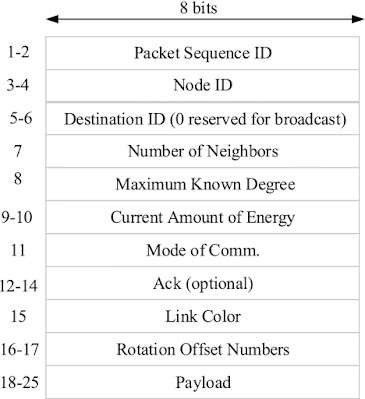 8 bits
1-2 Packet Sequence ID
3-4 Node ID
5-6 Destination ID (0 reserved for broadcast)
7 Number of Neighbors
8 Maximum Known Degree
9-10 Current Amount of Energy
11 Mode of Comm.
12-14 Ack (optional)
15 Link Color
16-17 Rotation Offset Numbers
18-25 Payload